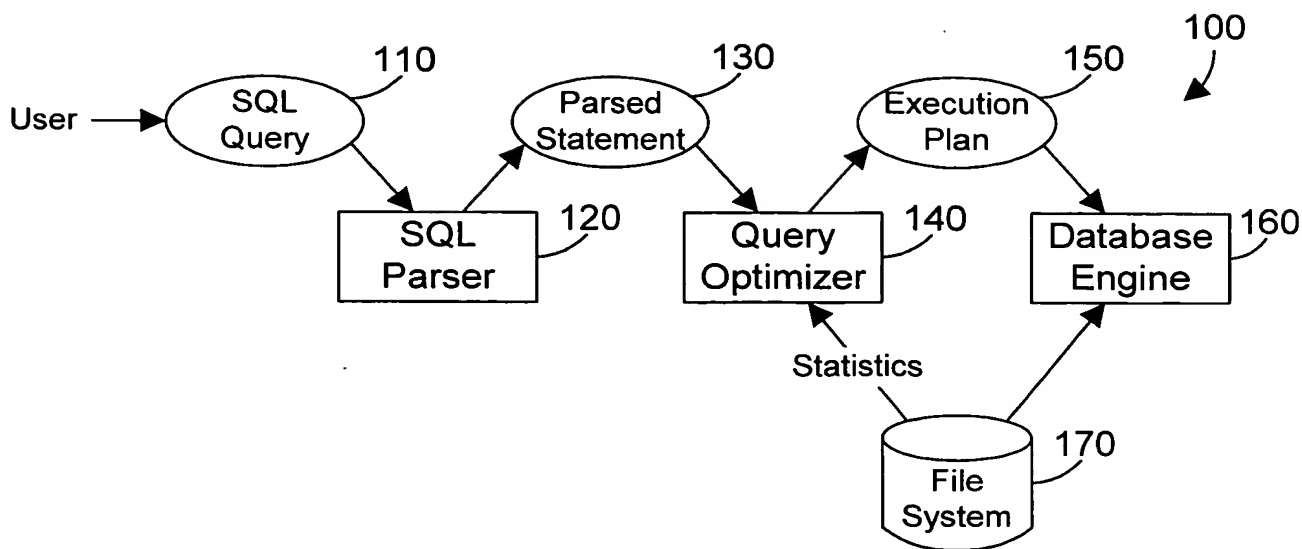 100
110
130
150
User
SQL
Query
Parsed
Statement
Execution
Plan
SQL
Parser
120
Query
Optimizer
140
Database
Engine
160
Statistics
File
System
170